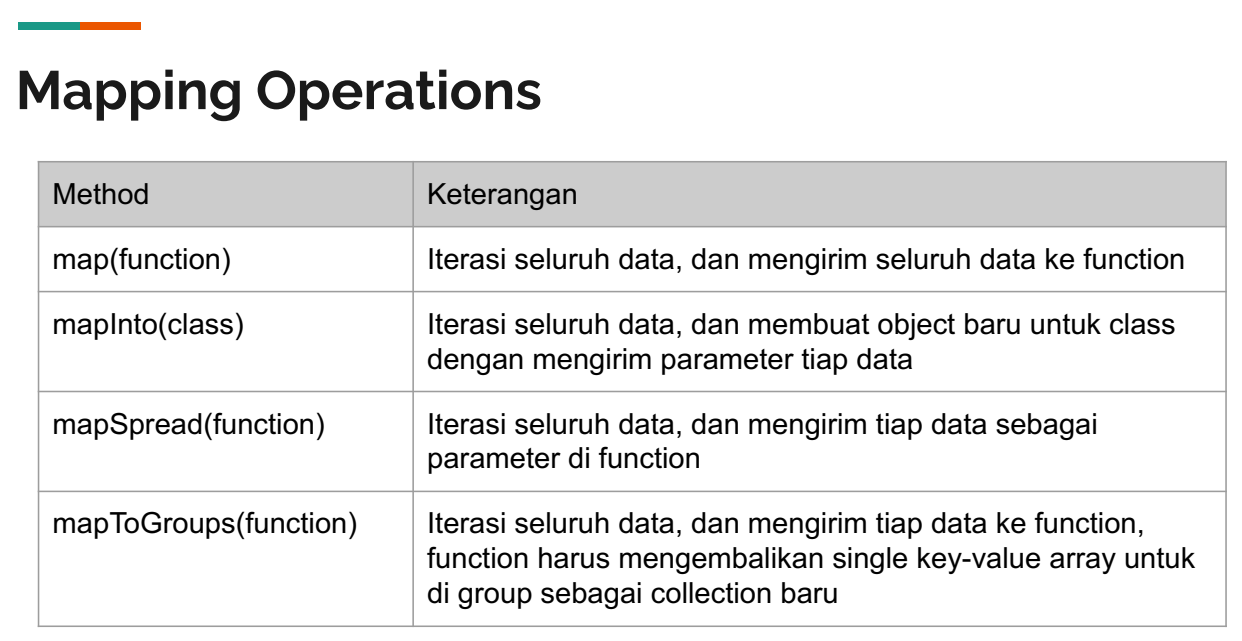 Mapping Operations
Method
Keterangan
map(function)
Iterasi seluruh data, dan mengirim seluruh data ke function
mapInto(class)
Iterasi seluruh data, dan membuat object baru untuk class
dengan mengirim parameter tiap data
mapSpread(function)
Iterasi seluruh data, dan mengirim tiap data sebagai
parameter di function
mapToGroups(function)
Iterasi seluruh data, dan mengirim tiap data ke function,
function harus mengembalikan single key-value array untuk
di group sebagai collection baru